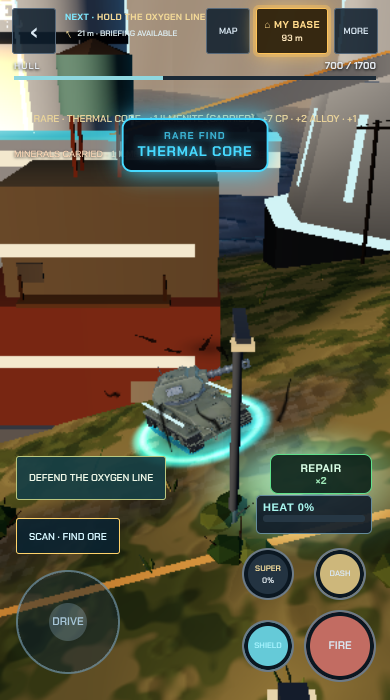 NEXT · HOLD THE OXYGEN LINE
21 m · BRIEFING AVAILABLE
MAP
⌂ MY BASE
93 m
MORE
HULL
700 / 1700
RARE · THERMAL
+7 CP · +2 ALLOY · +1
RARE FIND
THERMAL CORE
MINERALS CARRIED
DEFEND THE OXYGEN LINE
REPAIR
×2
HEAT 0%
SCAN · FIND ORE
SUPER
0%
DASH
DRIVE
SHIELD
FIRE